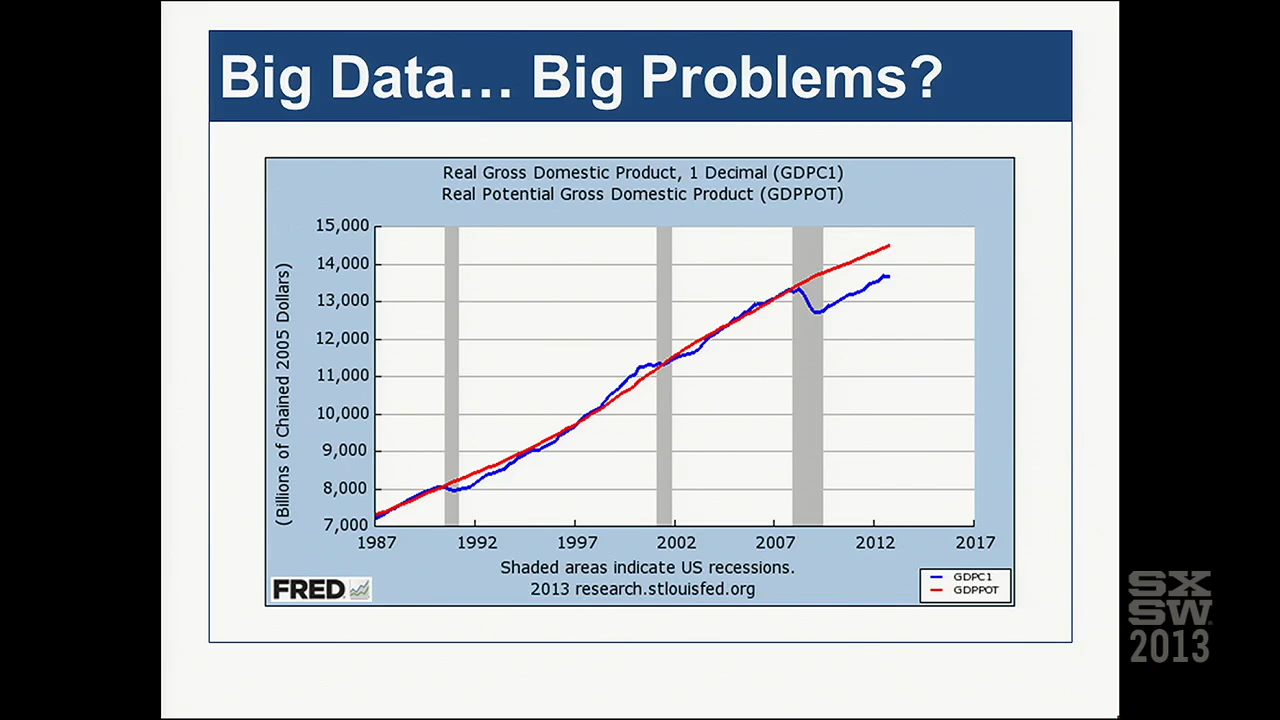 Big Data… Big Problems?
Real Gross Domestic Product, 1 Decimal (GDPC1)
Real Potential Gross Domestic Product (GDPPOT)
(Billions of Chained 2005 Dollars)
15,000
14,000
13,000
12,000
11,000
10,000
9,000
8,000
7,000
1987 1992 1997 2002 2007 2012 2017
Shaded areas indicate US recessions.
2013 research.stlouisfed.org
FRED
GDPC1
GDPPOT
SX
SW
2013